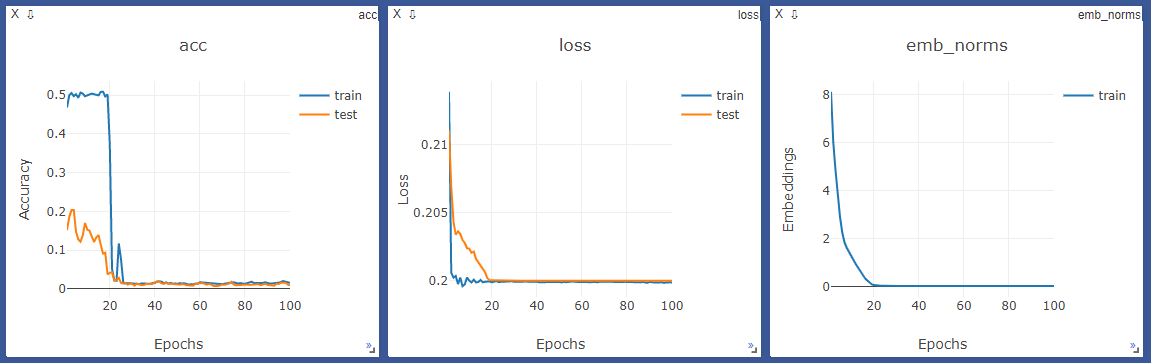 X ⇩ acc
acc
0.5
0.4
0.3
0.2
0.1
0
20 40 60 80 100
Accuracy
Epochs
train
test
»
X ⇩ loss
loss
0.21
0.205
0.2
20 40 60 80 100
Loss
Epochs
train
test
»
X ⇩ emb_norms
emb_norms
8
6
4
2
0
20 40 60 80 100
Embeddings
Epochs
train
»